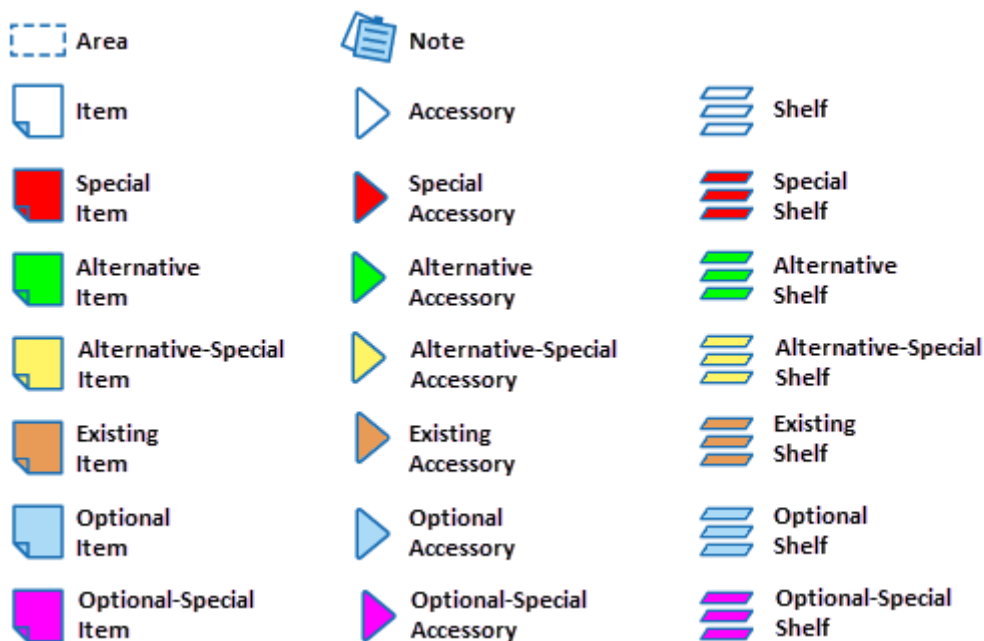 Area
Note
Item
Accessory
Shelf
Special
Item
Special
Accessory
Special
Shelf
Alternative
Item
Alternative
Accessory
Alternative
Shelf
Alternative-Special
Item
Alternative-Special
Accessory
Alternative-Special
Shelf
Existing
Item
Existing
Accessory
Existing
Shelf
Optional
Item
Optional
Accessory
Optional
Shelf
Optional-Special
Item
Optional-Special
Accessory
Optional-Special
Shelf